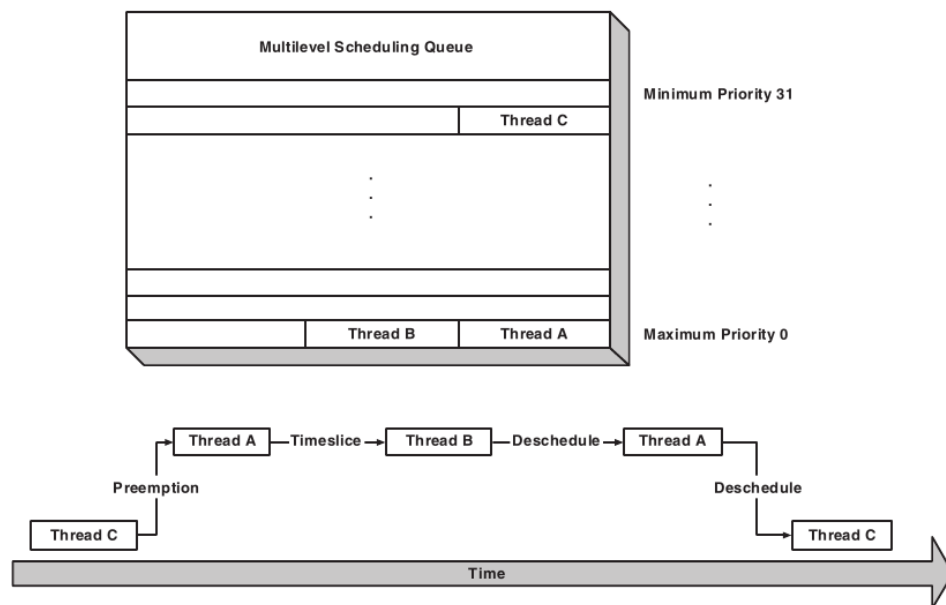 Multilevel Scheduling Queue
Minimum Priority 31
Thread C
Thread B
Thread A
Maximum Priority 0
Thread A
Timeslice
Thread B
Deschedule
Thread A
Preemption
Deschedule
Thread C
Thread C
Time